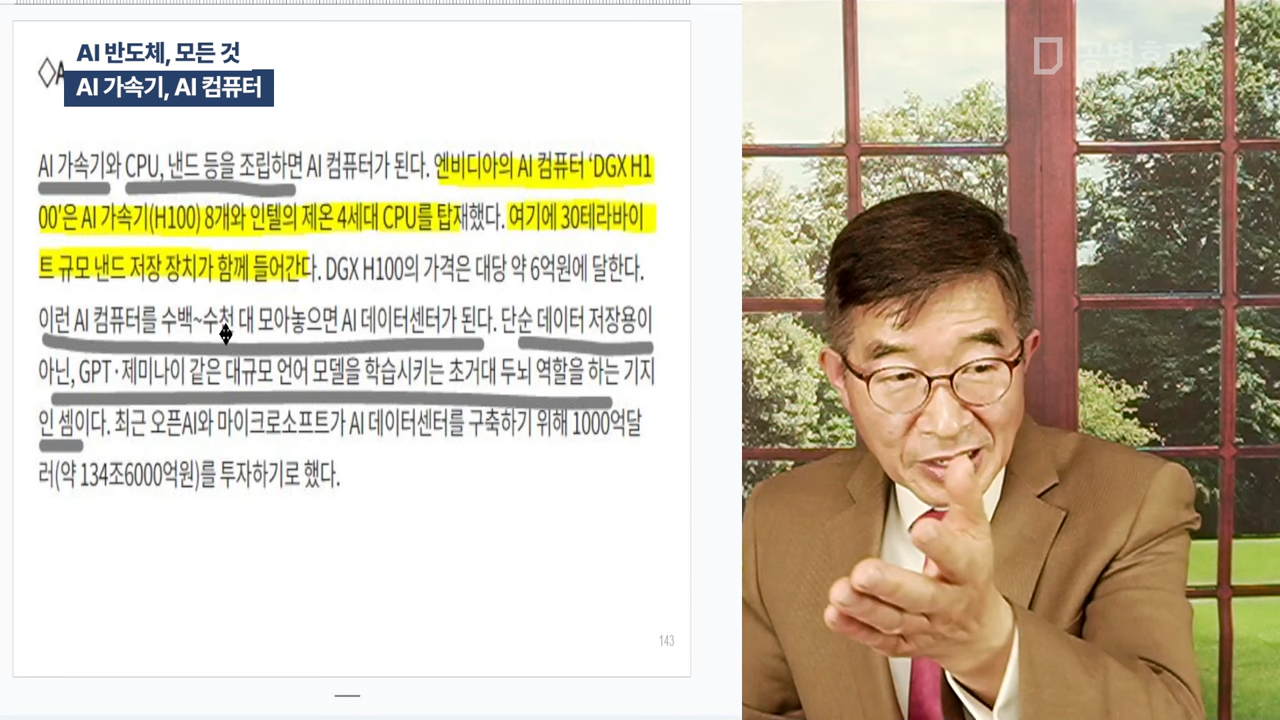 AI 반도체, 모든 것
AI 가속기, AI 컴퓨터
◇A
AI 가속기와 CPU, 낸드 등을 조립하면 AI 컴퓨터가 된다. 엔비디아의 AI 컴퓨터 ‘DGX H1
00’은 AI 가속기(H100) 8개와 인텔의 제온 4세대 CPU를 탑재했다. 여기에 30테라바이
트 규모 낸드 저장 장치가 함께 들어간다. DGX H100의 가격은 대당 약 6억원에 달한다.
이런 AI 컴퓨터를 수백~수천 대 모아놓으면 AI 데이터센터가 된다. 단순 데이터 저장용이
아닌, GPT·제미나이 같은 대규모 언어 모델을 학습시키는 초거대 두뇌 역할을 하는 기지
인 셈이다. 최근 오픈AI와 마이크로소프트가 AI 데이터센터를 구축하기 위해 1000억달
러(약 134조6000억원)를 투자하기로 했다.
143
공병호TV